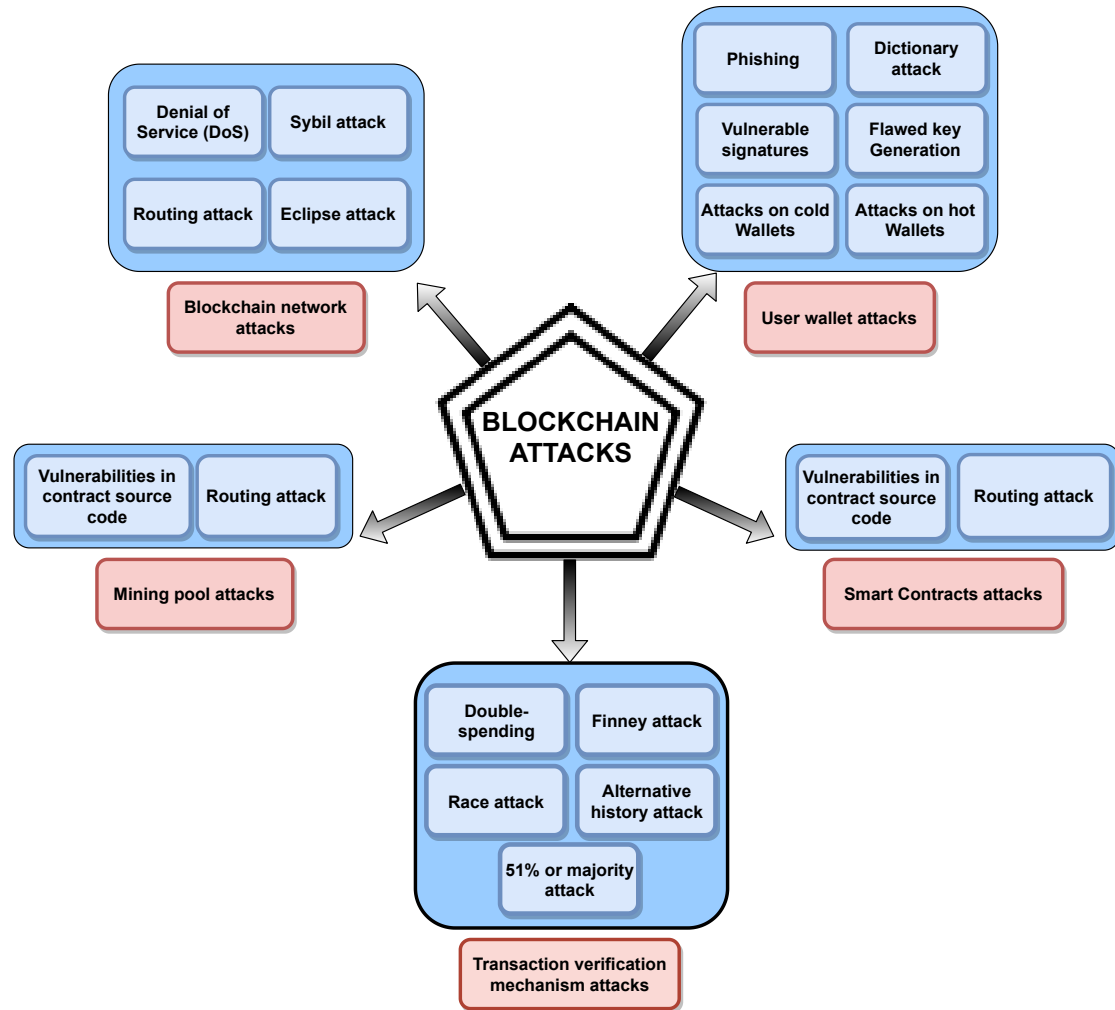 Phishing
Dictionary
attack
Denial of
Service (DoS)
Sybil attack
Vulnerable
signatures
Flawed key
Generation
Routing attack
Eclipse attack
Attacks on cold
Wallets
Attacks on hot
Wallets
Blockchain network
attacks
User wallet attacks
BLOCKCHAIN
ATTACKS
Vulnerabilities in
contract source
code
Routing attack
Vulnerabilities in
contract source
code
Routing attack
Mining pool attacks
Smart Contracts attacks
Double-
spending
Finney attack
Race attack
Alternative
history attack
51% or majority
attack
Transaction verification
mechanism attacks